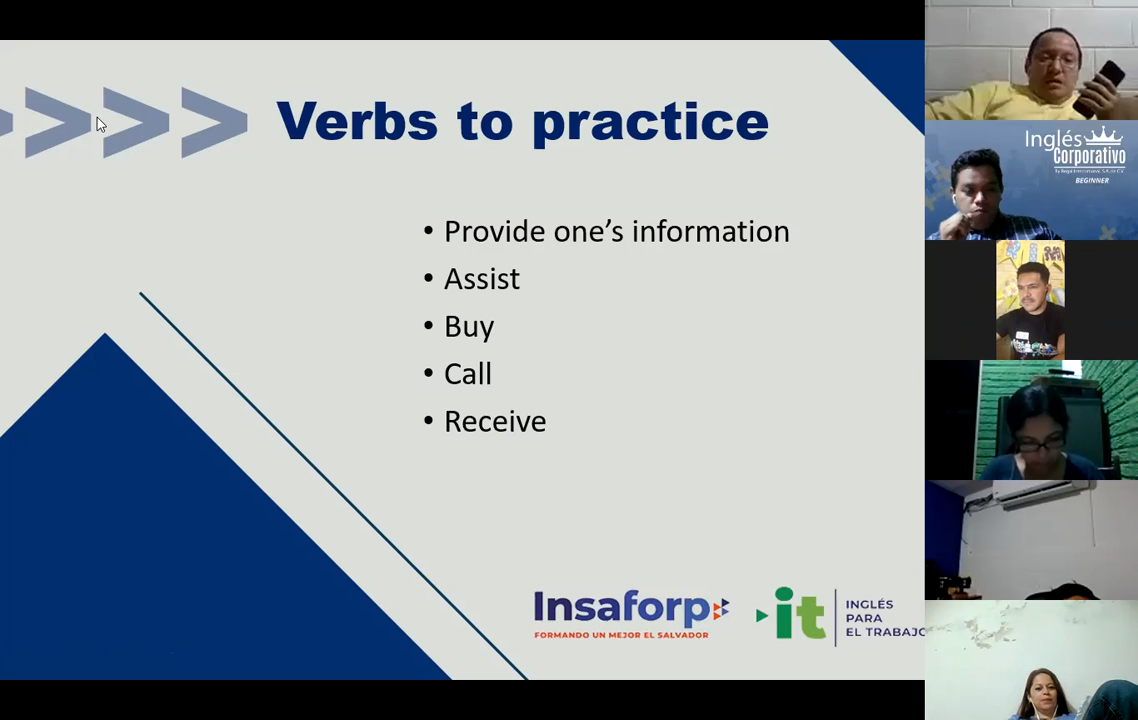 Verbs to practice
• Provide one’s information
• Assist
• Buy
• Call
• Receive
Insaforp
FORMANDO UN MEJOR EL SALVADOR
it
INGLÉS
PARA
EL TRABAJO
Inglés
Corporativo
BEGINNER